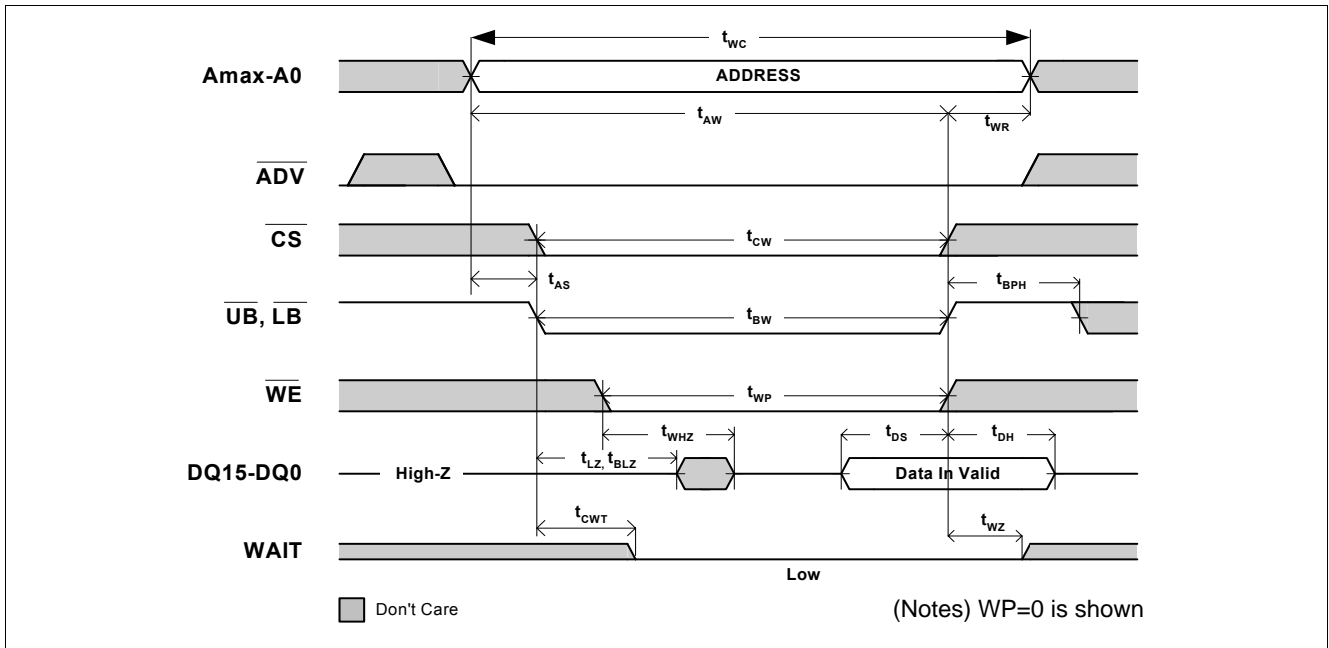 tWC
Amax-A0
ADDRESS
tAW
tWR
ADV
CS
tCW
tAS
tBPH
UB, LB
tBW
WE
tWP
tWHZ
tDS
tDH
tLZ, tBLZ
DQ15-DQ0
High-Z
Data In Valid
tCWT
tWZ
WAIT
Low
Don't Care
(Notes) WP=0 is shown